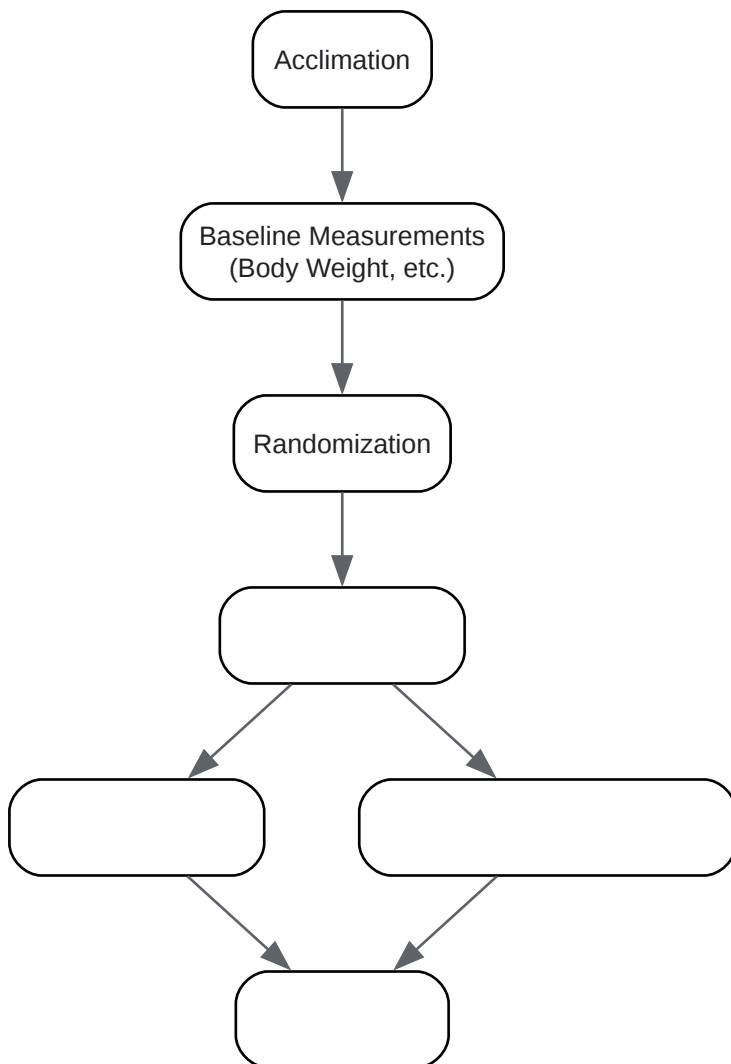 Acclimation
Baseline Measurements
(Body Weight, etc.)
Randomization